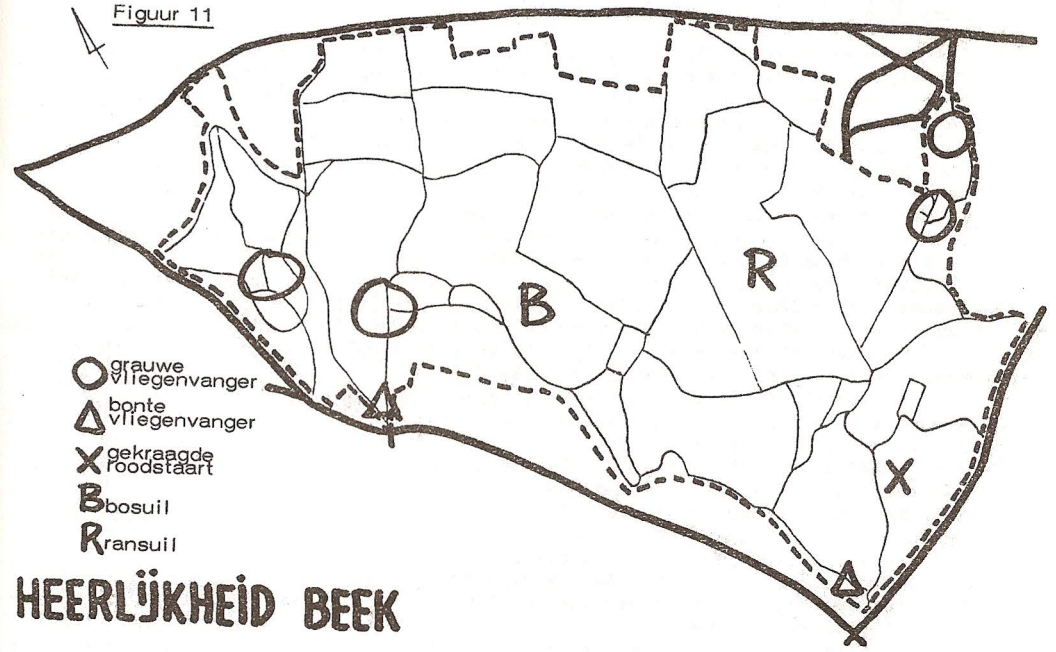 Figuur 11
R
B
grauwe
vliegenvanger
bonte
vliegenvanger
X gekraagde
roodstaart
X
B bosuil
R ransuil
HEERLIJKHEID BEEK